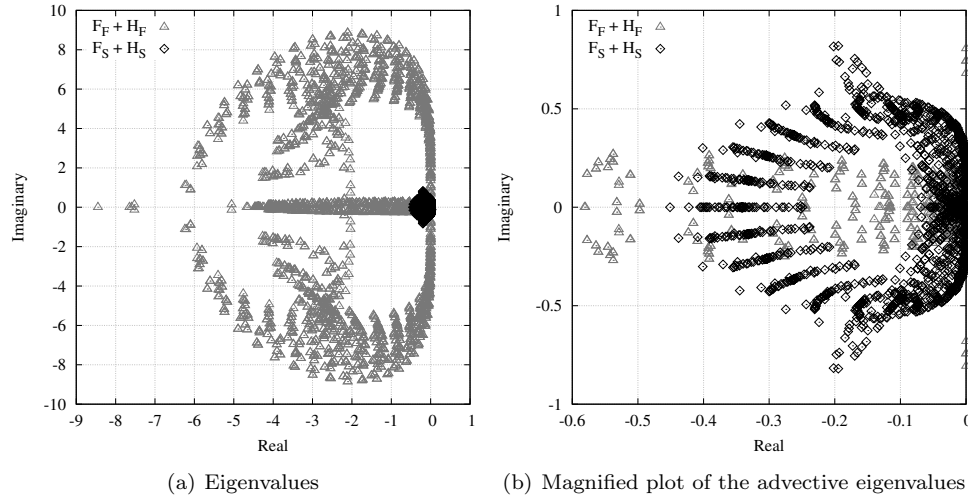 F_F + H_F
F_S + H_S
10
8
6
4
2
0
-2
-4
-6
-8
-10
Imaginary
-9 -8 -7 -6 -5 -4 -3 -2 -1 0 1
Real
(a) Eigenvalues
F_F + H_F
F_S + H_S
1
0.5
0
-0.5
-1
Imaginary
-0.6 -0.5 -0.4 -0.3 -0.2 -0.1 0
Real
(b) Magnified plot of the advective eigenvalues